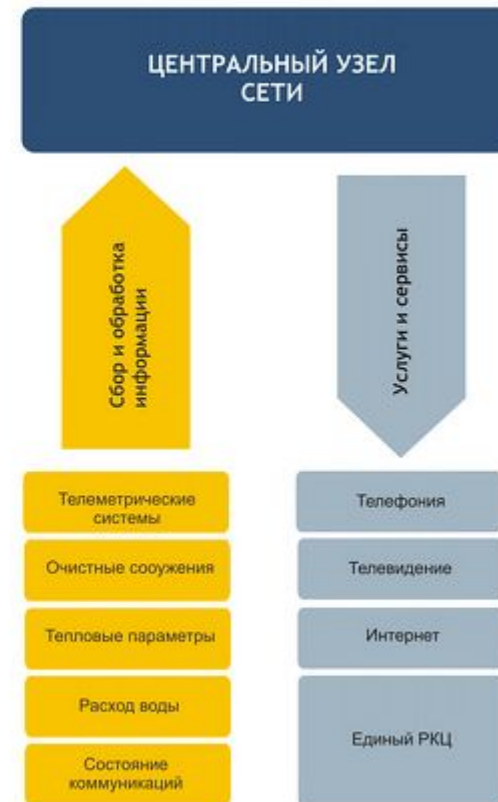 ЦЕНТРАЛЬНЫЙ УЗЕЛ
СЕТИ
Сбор и обработка
информации
Услуги и сервисы
Телеметрические
системы
Очистные сооужения
Тепловые параметры
Расход воды
Состояние
коммуникаций
Телефония
Телевидение
Интернет
Единый РКЦ